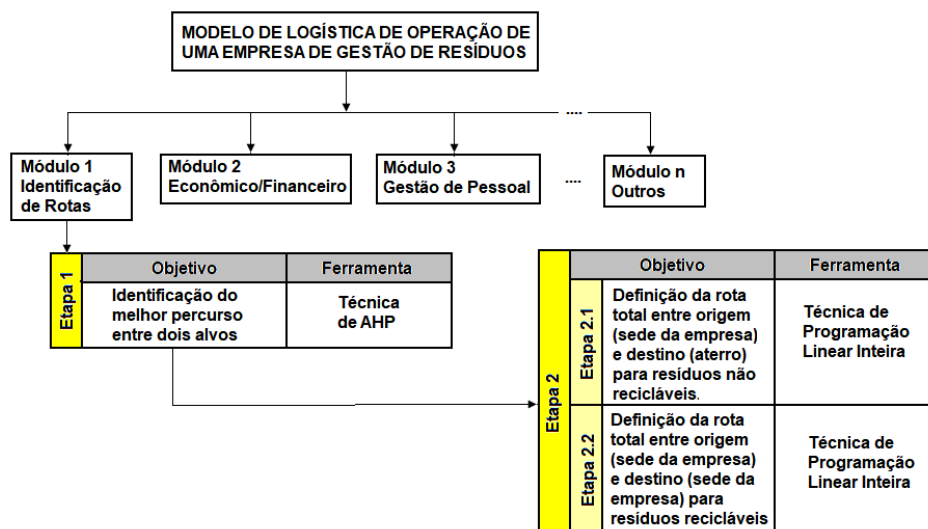 MODELO DE LOGÍSTICA DE OPERAÇÃO DE
UMA EMPRESA DE GESTÃO DE RESÍDUOS
....
Módulo 1
Identificação
de Rotas
Módulo 2
Econômico/Financeiro
Módulo 3
Gestão de Pessoal
....
Módulo n
Outros
Etapa 1
Objetivo
Ferramenta
Identificação do
melhor percurso
entre dois alvos
Técnica
de AHP
Etapa 2
Objetivo
Ferramenta
Etapa 2.1
Definição da rota
total entre origem
(sede da empresa)
e destino (aterro)
para resíduos não
recicláveis.
Técnica de
Programação
Linear Inteira
Etapa 2.2
Definição da rota
total entre origem
(sede da empresa)
e destino (sede da
empresa) para
resíduos recicláveis
Técnica de
Programação
Linear Inteira